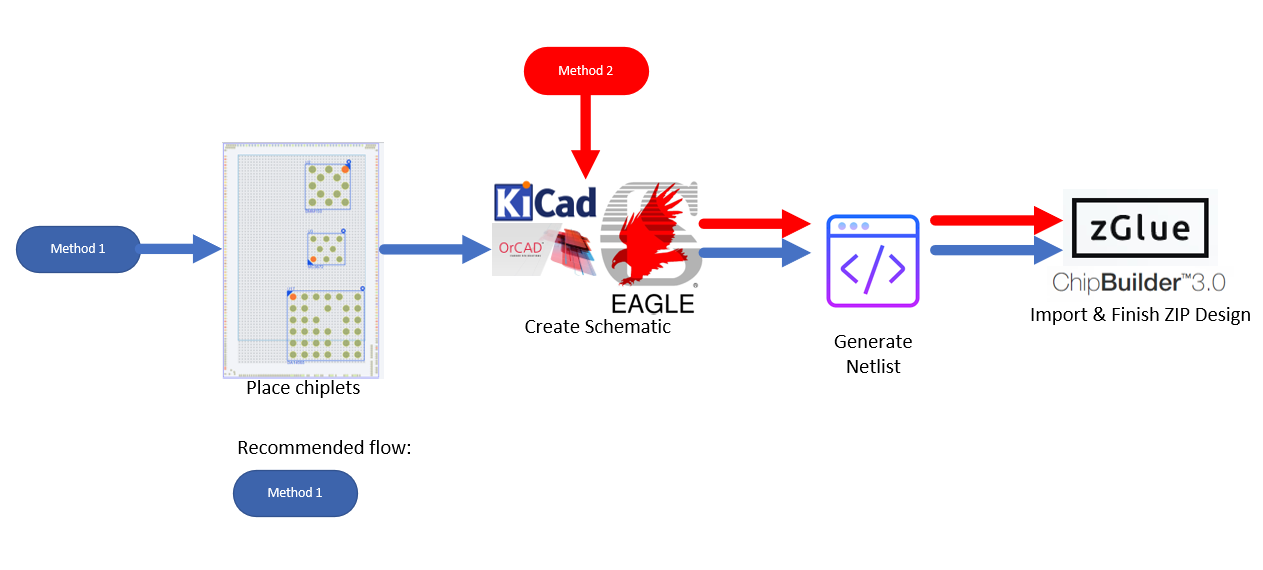 Method 2
Method 1
KiCad
OrCAD
EAGLE
Create Schematic
Place chiplets
</>
Generate
Netlist
zGlue
ChipBuilder™3.0
Import & Finish ZIP Design
Recommended flow:
Method 1